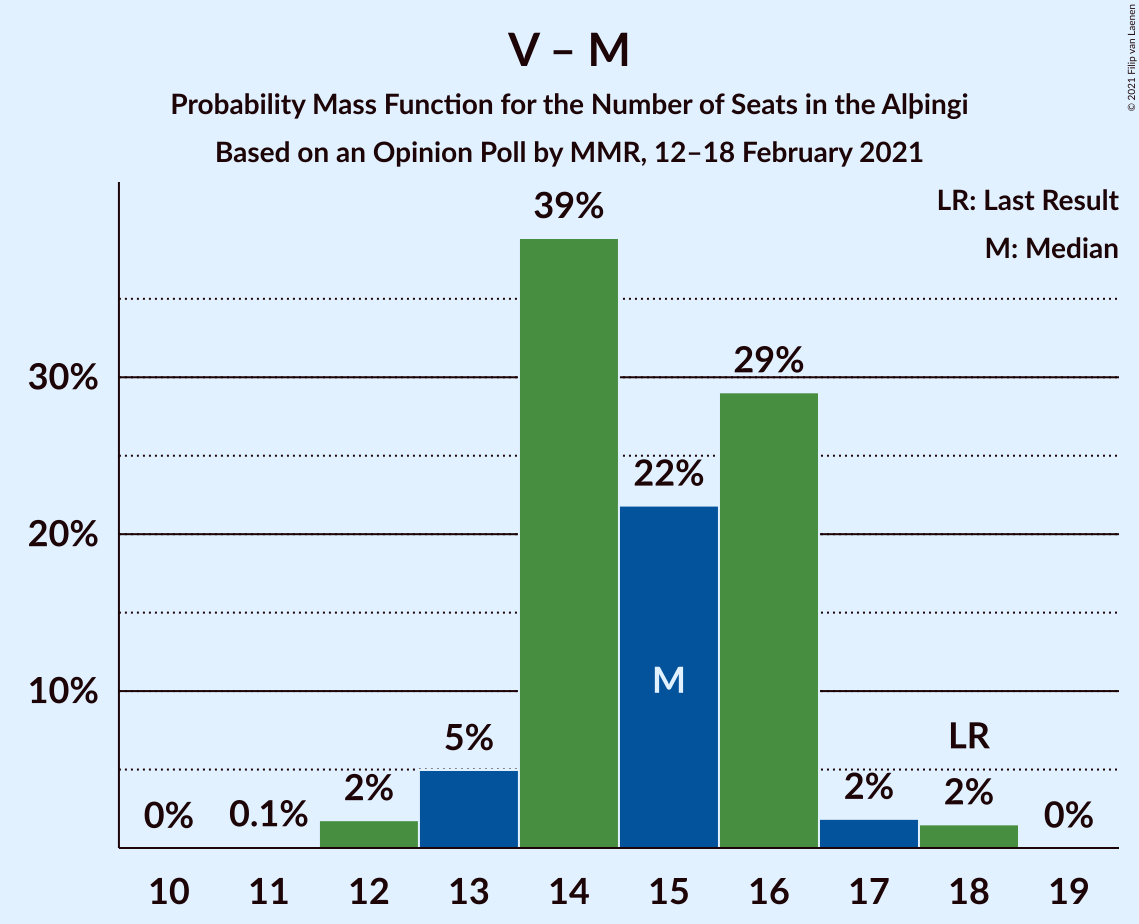 V – M
Probability Mass Function for the Number of Seats in the Alþingi
Based on an Opinion Poll by MMR, 12–18 February 2021
© 2021 Filip van Laenen
LR: Last Result
M: Median
39%
30%
29%
22%
20%
M
10%
5%
LR
2%
2%
2%
0%
0.1%
0%
10 11 12 13 14 15 16 17 18 19